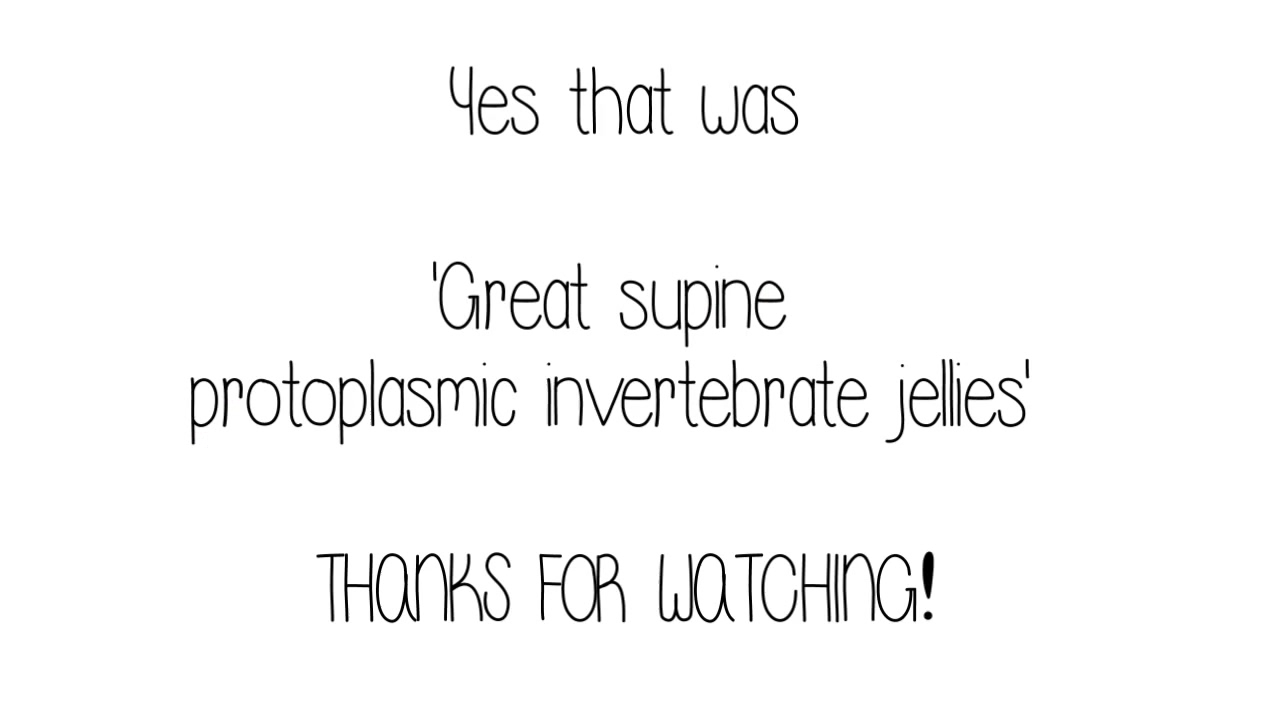 Yes that was
'Great supine
protoplasmic invertebrate jellies'
THANKS FOR WATCHING!